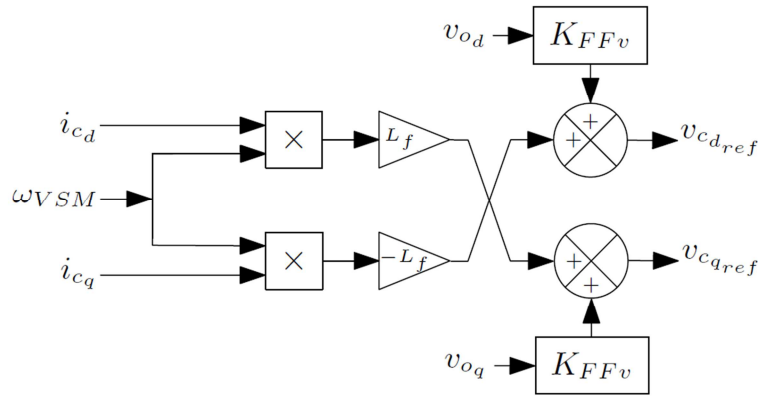 v_{o_d} K_{FFv}
+
i_{c_d} × L_f + v_{c_{d_{ref}}}
ω_{VSM}
i_{c_q} × -L_f + v_{c_{q_{ref}}}
+
v_{o_q} K_{FFv}